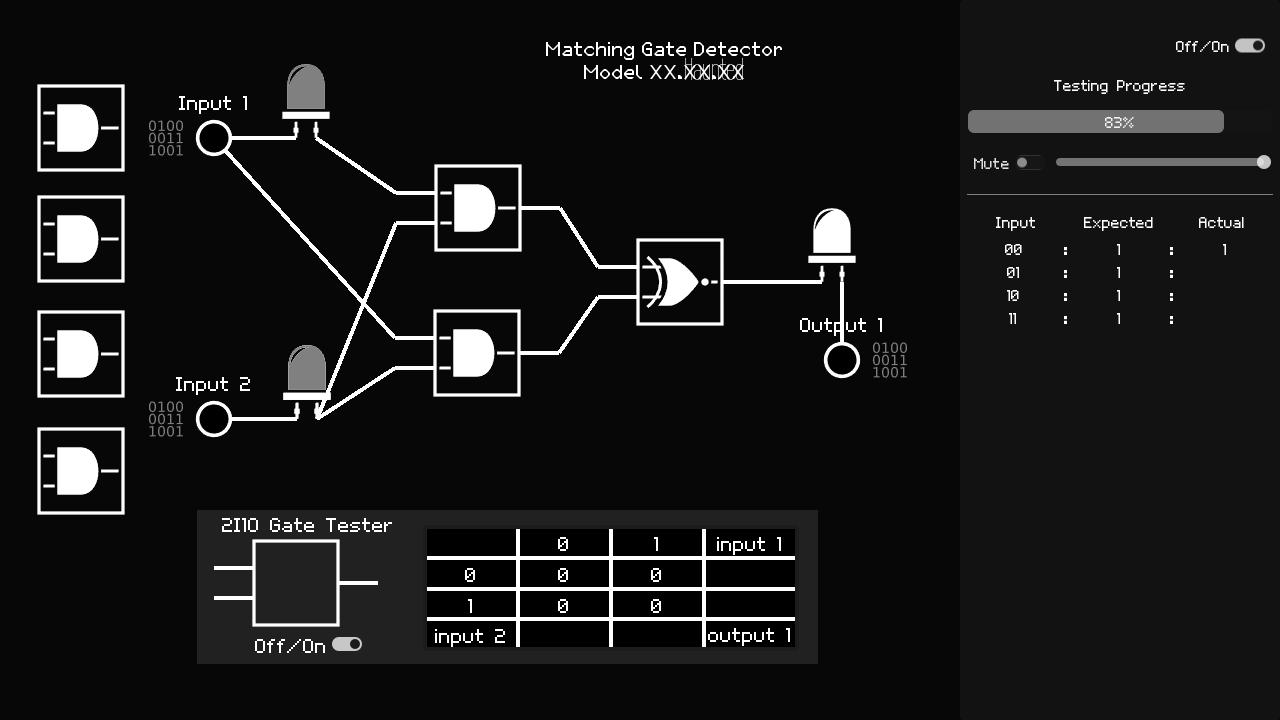 Matching Gate Detector
Model XX.
Off/On
Testing Progress
83%
Mute
Input Expected Actual
00 : 1 : 1
01 : 1 :
10 : 1 :
11 : 1 :
Input 1
0100
0011
1001
Input 2
0100
0011
1001
Output 1
0100
0011
1001
2I1O Gate Tester
Off/On
0 1 input 1
0 0 0
1 0 0
input 2 output 1